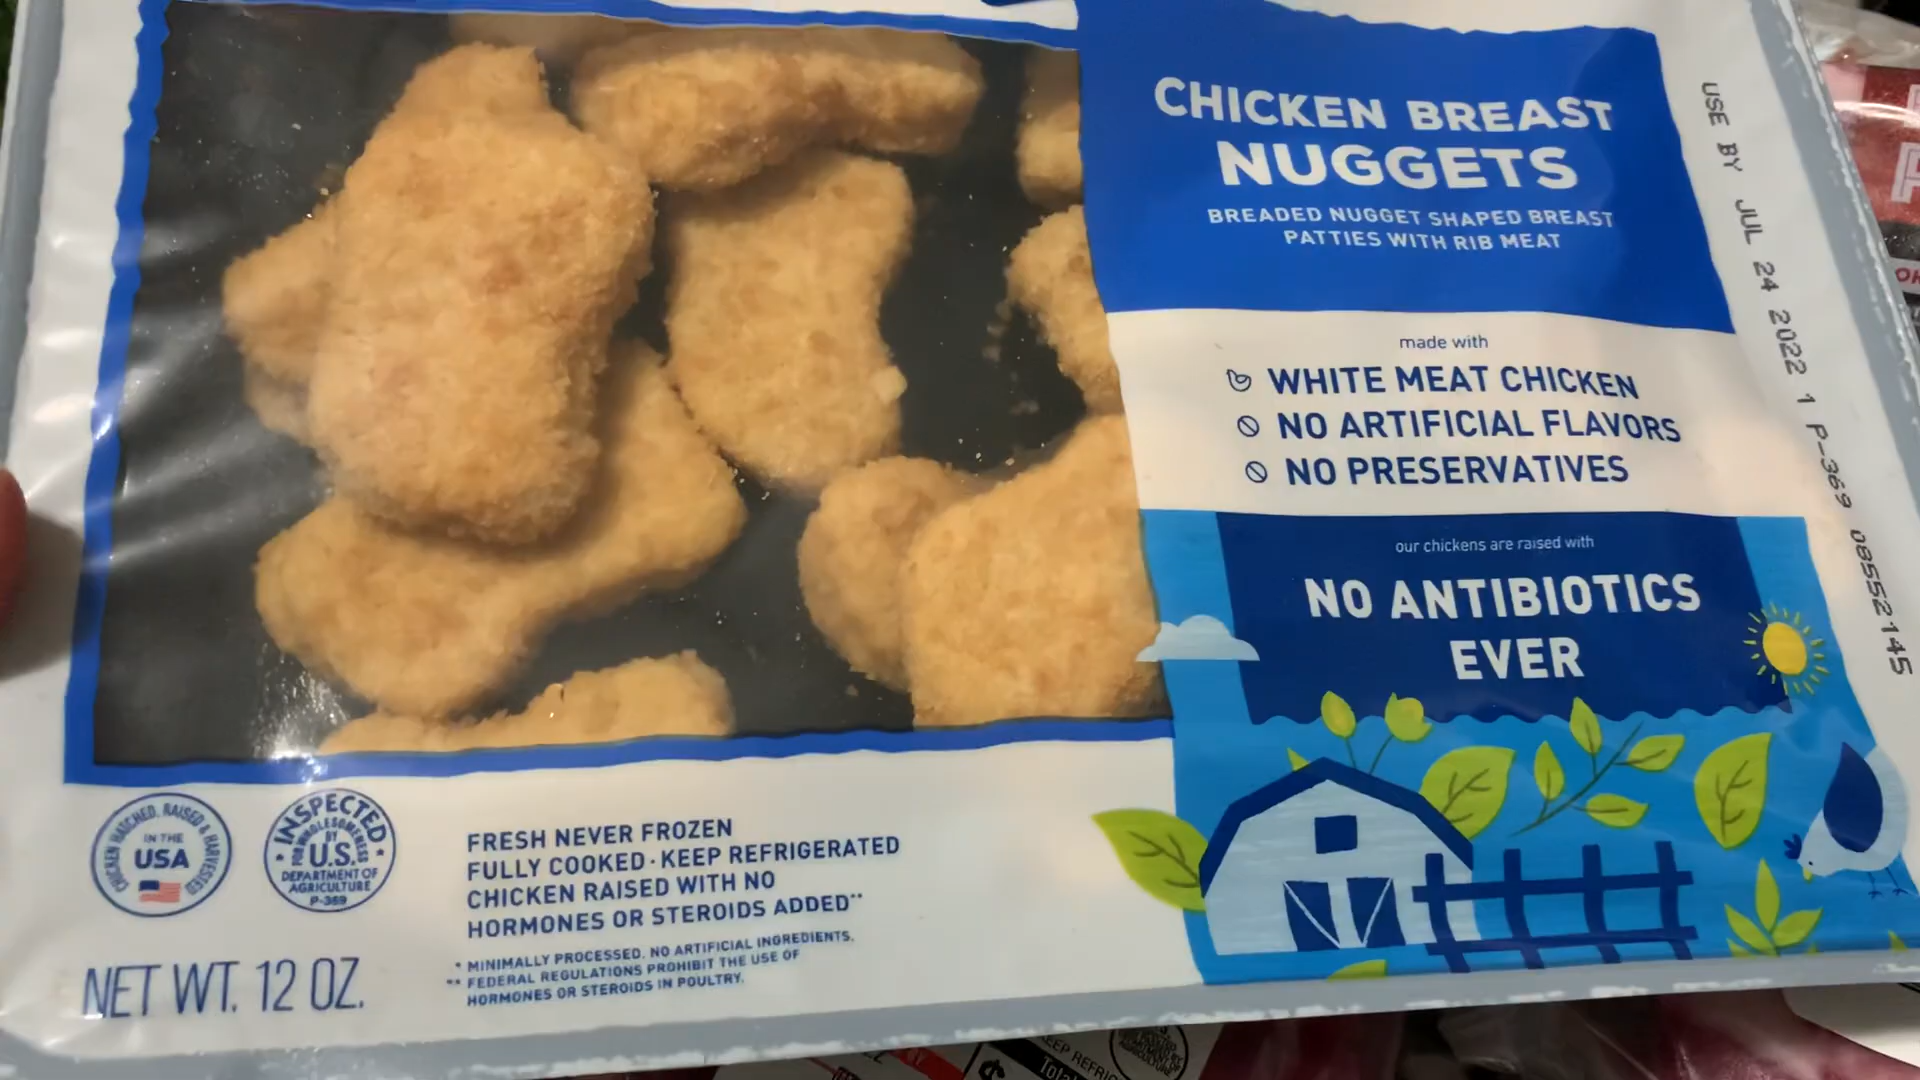 CHICKEN BREAST
NUGGETS
BREADED NUGGET SHAPED BREAST
PATTIES WITH RIB MEAT
made with
WHITE MEAT CHICKEN
NO ARTIFICIAL FLAVORS
NO PRESERVATIVES
our chickens are raised with
NO ANTIBIOTICS
EVER
USE BY JUL 24 2022 1 P-369 08552145
CHICKEN HATCHED, RAISED & HARVESTED
IN THE
USA
INSPECTED
FOR WHOLESOMENESS
BY
U.S.
DEPARTMENT OF
AGRICULTURE
P-369
FRESH NEVER FROZEN
FULLY COOKED · KEEP REFRIGERATED
CHICKEN RAISED WITH NO
HORMONES OR STEROIDS ADDED**
* MINIMALLY PROCESSED. NO ARTIFICIAL INGREDIENTS.
** FEDERAL REGULATIONS PROHIBIT THE USE OF
HORMONES OR STEROIDS IN POULTRY.
NET WT. 12 OZ.